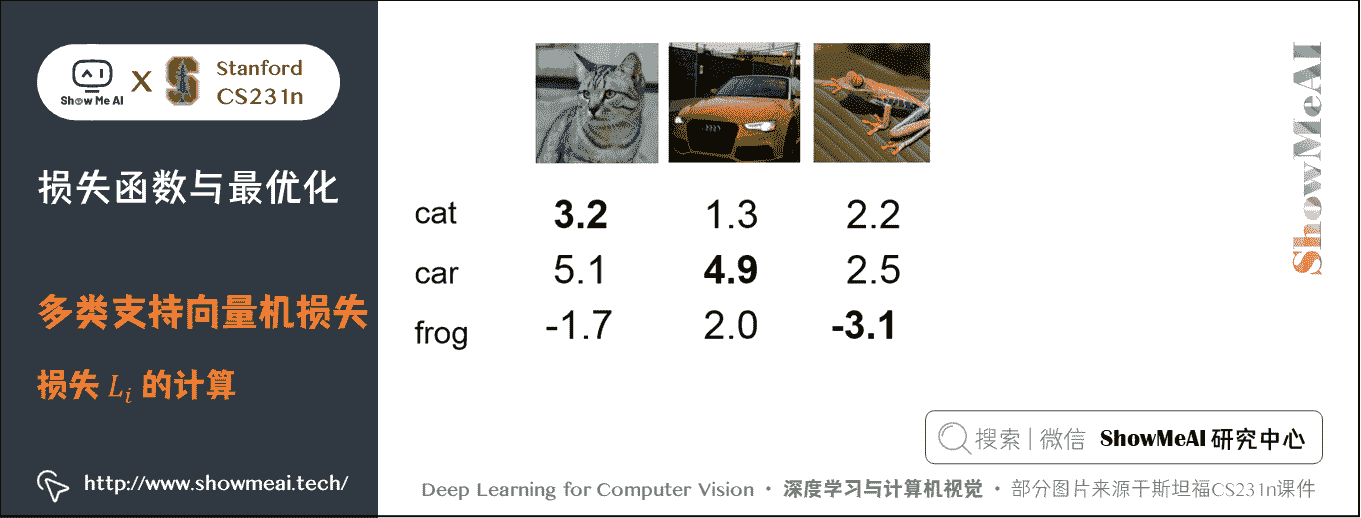 Show Me AI
X
S
Stanford
CS231n
损失函数与最优化
多类支持向量机损失
损失 Li 的计算
http://www.showmeai.tech/
cat 3.2 1.3 2.2
car 5.1 4.9 2.5
frog -1.7 2.0 -3.1
ShowMeAI
搜索 | 微信 ShowMeAI 研究中心
Deep Learning for Computer Vision · 深度学习与计算机视觉 · 部分图片来源于斯坦福CS231n课件